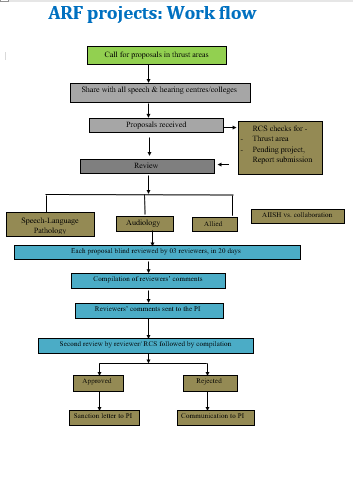 ARF projects: Work flow
Call for proposals in thrust areas
Share with all speech & hearing centres/colleges
Proposals received
RCS checks for -
- Thrust area
- Pending project,
Report submission
Review
Speech-Language
Pathology
Audiology
Allied
AIISH vs. collaboration
Each proposal blind reviewed by 03 reviewers, in 20 days
Compilation of reviewers' comments
Reviewers' comments sent to the PI
Second review by reviewer/ RCS followed by compilation
Approved
Rejected
Sanction letter to PI
Communication to PI